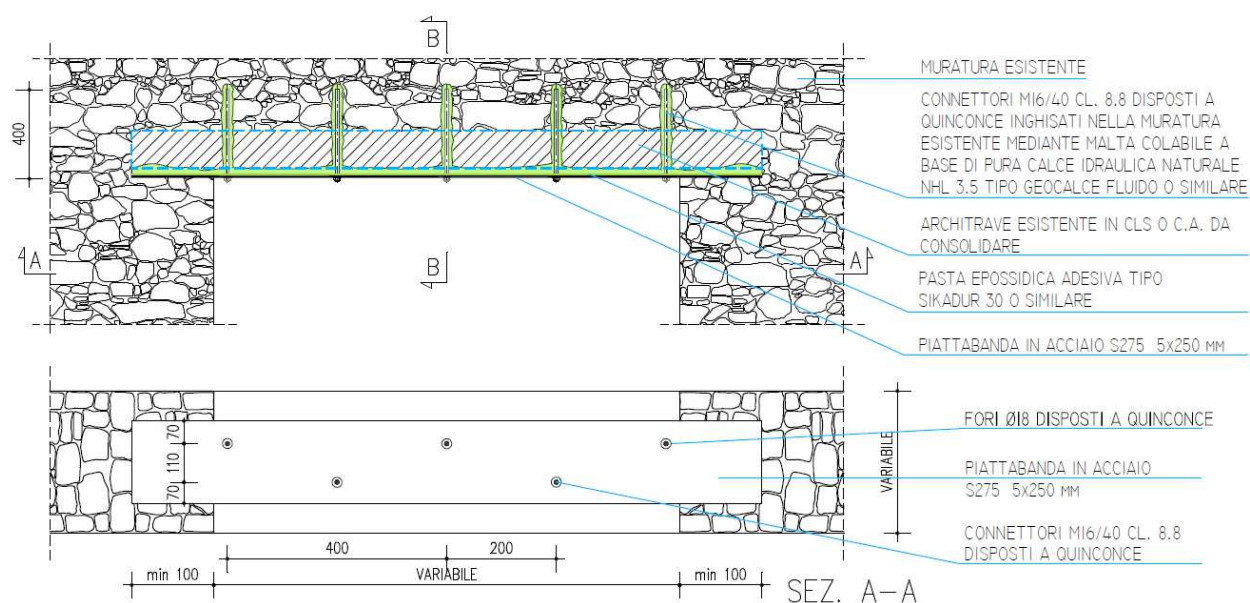 B
MURATURA ESISTENTE
CONNETTORI M16/40 CL. 8.8 DISPOSTI A
QUINCONCE INGHISATI NELLA MURATURA
ESISTENTE MEDIANTE MALTA COLABILE A
BASE DI PURA CALCE IDRAULICA NATURALE
NHL 3.5 TIPO GEOCALCE FLUIDO O SIMILARE
400
ARCHITRAVE ESISTENTE IN CLS O C.A. DA
CONSOLIDARE
A
B
A
PASTA EPOSSIDICA ADESIVA TIPO
SIKADUR 30 O SIMILARE
PIATTABANDA IN ACCIAIO S275 5x250 MM
70
110
70
FORI Ø18 DISPOSTI A QUINCONCE
VARIABILE
PIATTABANDA IN ACCIAIO
S275 5x250 MM
CONNETTORI M16/40 CL. 8.8
DISPOSTI A QUINCONCE
400
200
min 100
VARIABILE
min 100
SEZ. A-A